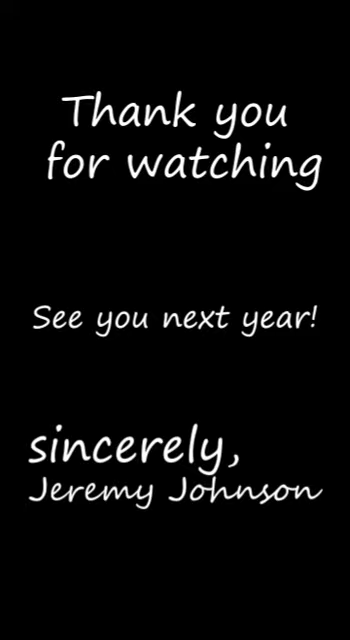 Thank you
for watching
See you next year!
sincerely,
Jeremy Johnson